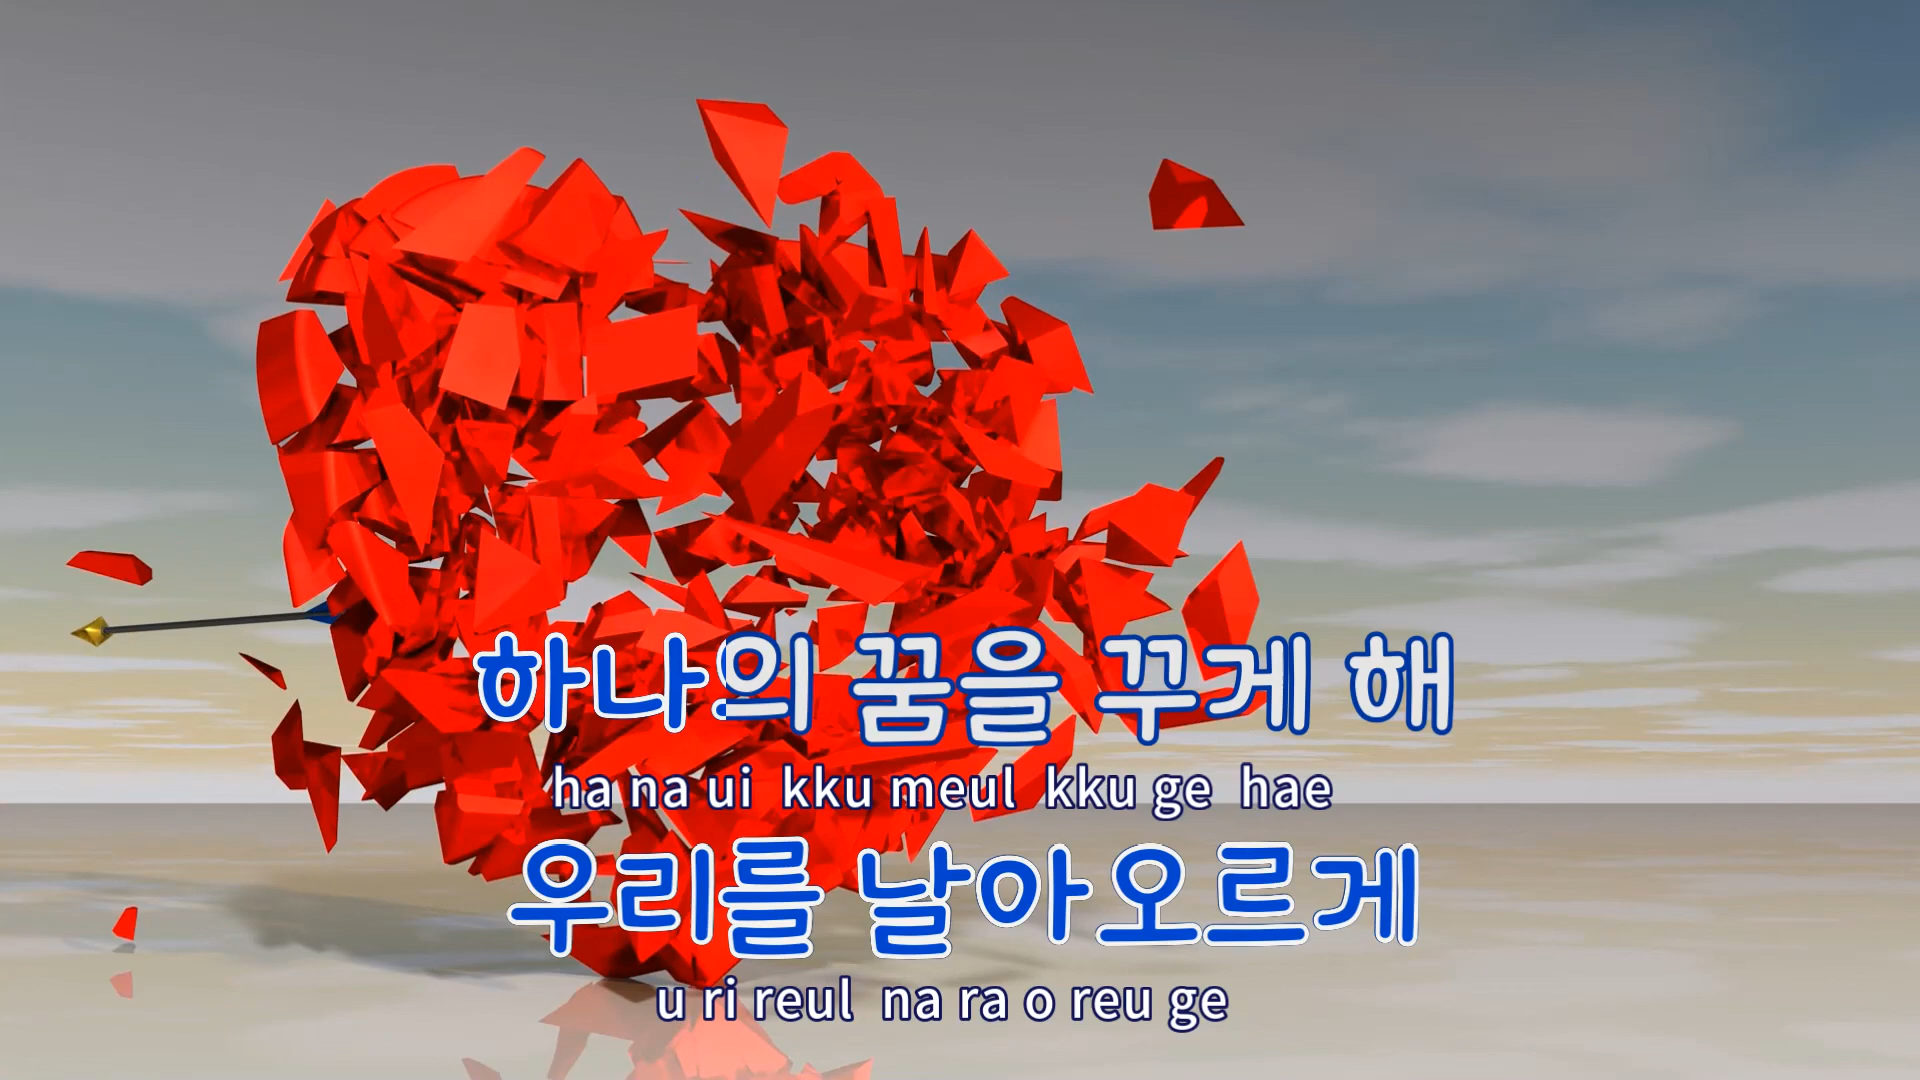 하나의 꿈을 꾸게 해
ha na ui kku meul kku ge hae
우리를 날아오르게
u ri reul na ra o reu ge